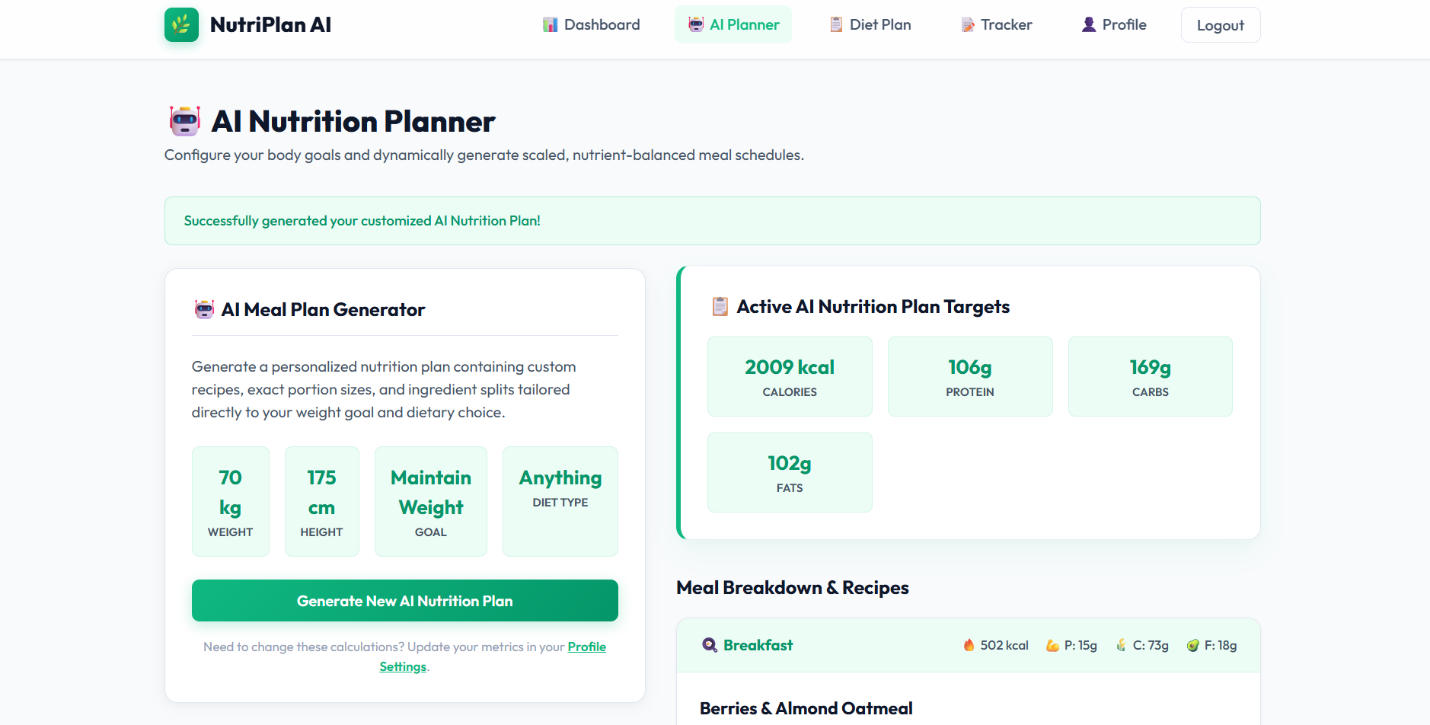 NutriPlan AI
Dashboard
AI Planner
Diet Plan
Tracker
Profile
Logout
AI Nutrition Planner
Configure your body goals and dynamically generate scaled, nutrient-balanced meal schedules.
Successfully generated your customized AI Nutrition Plan!
AI Meal Plan Generator
Generate a personalized nutrition plan containing custom
recipes, exact portion sizes, and ingredient splits tailored
directly to your weight goal and dietary choice.
70
kg
WEIGHT
175
cm
HEIGHT
Maintain
Weight
GOAL
Anything
DIET TYPE
Generate New AI Nutrition Plan
Need to change these calculations? Update your metrics in your Profile
Settings.
Active AI Nutrition Plan Targets
2009 kcal
CALORIES
106g
PROTEIN
169g
CARBS
102g
FATS
Meal Breakdown & Recipes
Breakfast
502 kcal
P: 15g
C: 73g
F: 18g
Berries & Almond Oatmeal